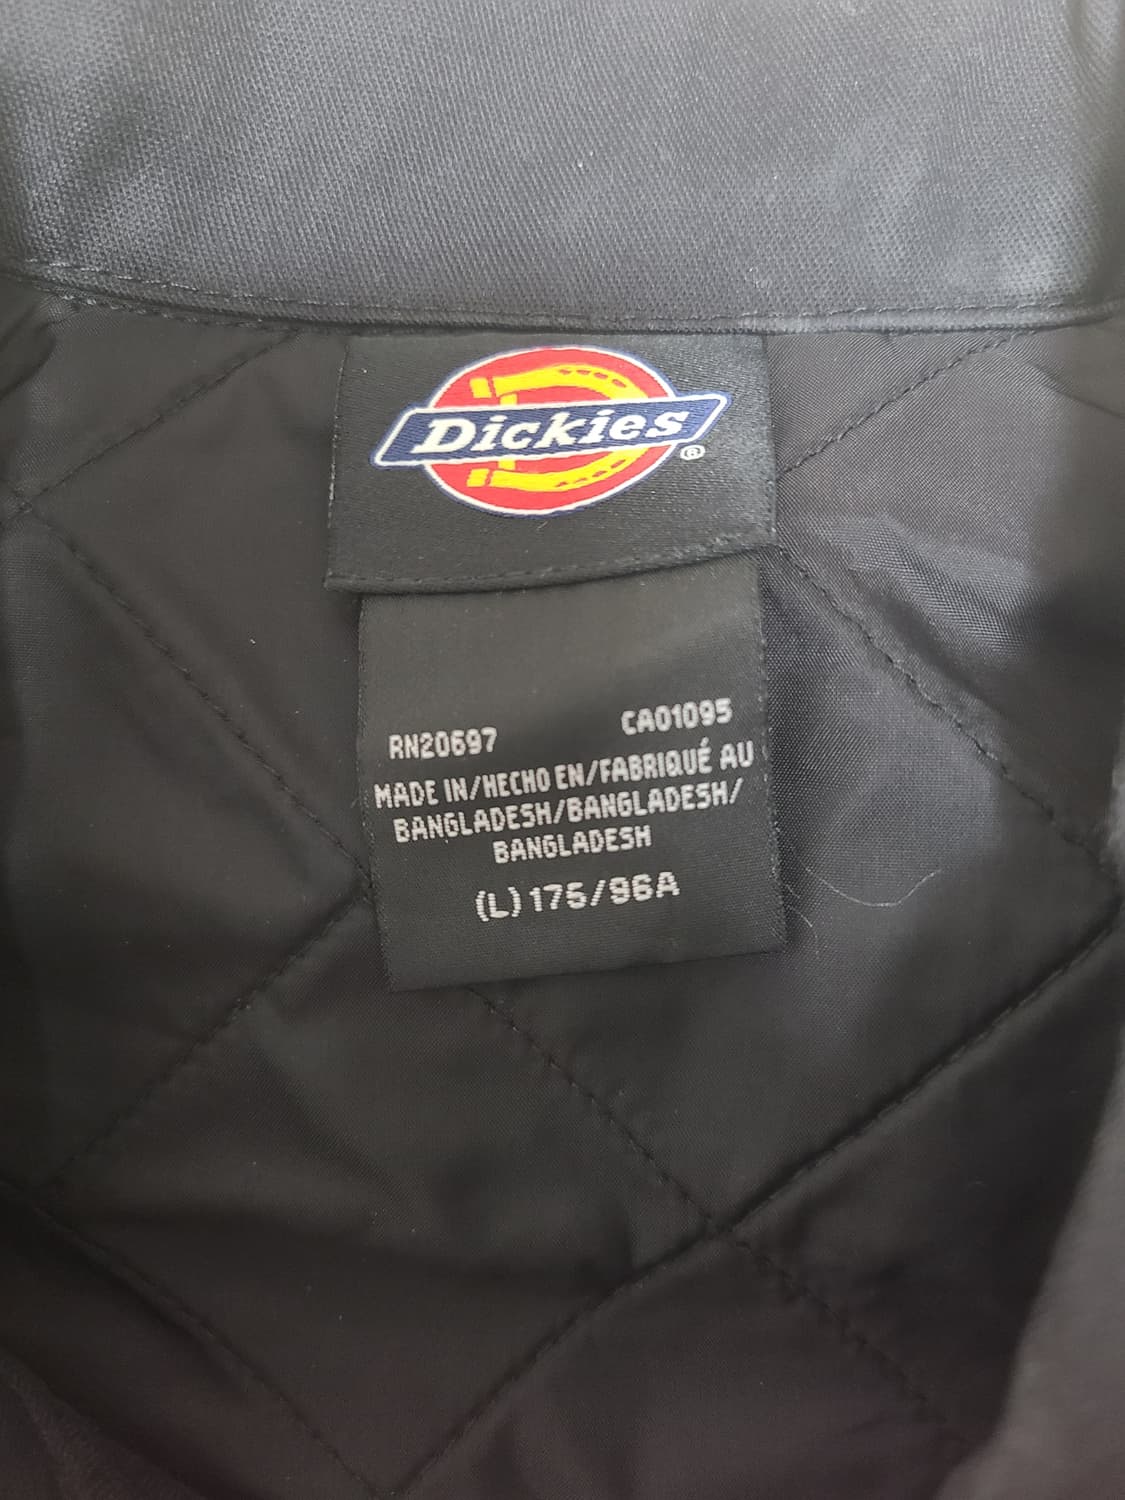 Dickies®
RN20697 CA01095
MADE IN/HECHO EN/FABRIQUÉ AU
BANGLADESH/BANGLADESH/
BANGLADESH
(L)175/96A